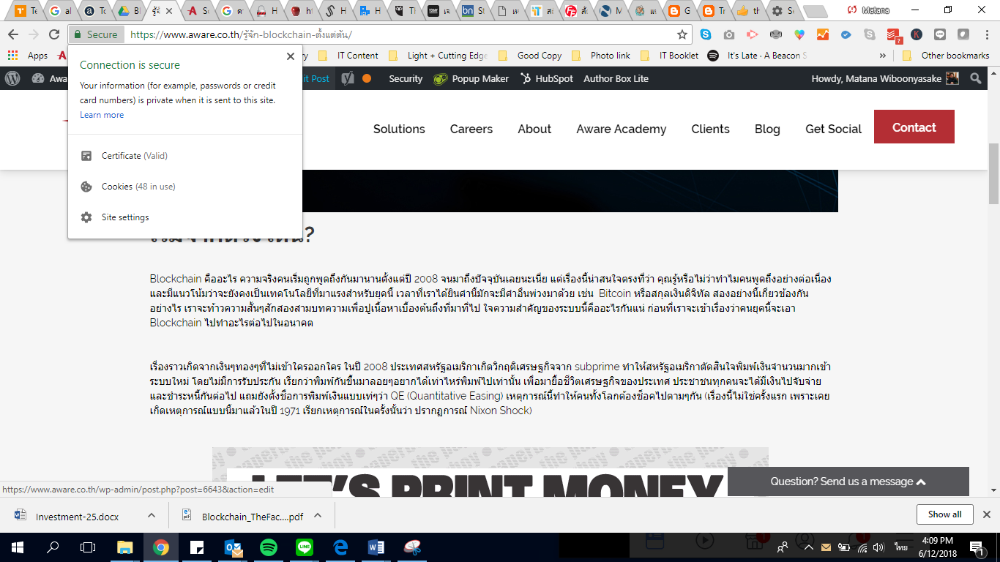 Te
al
To
Bl
รู้จั
So
ด
H
ht
H
H
Th
เจ
St
เห
สก
สั้
M
แบ
G
Tr
th
Se
Matana
Secure
https://www.aware.co.th/รู้จัก-blockchain-ตั้งแต่ต้น/
Apps
IT Content
Light + Cutting Edge
Good Copy
Photo link
IT Booklet
It's Late · A Beacon S
»
Other bookmarks
Connection is secure
Your information (for example, passwords or credit
card numbers) is private when it is sent to this site.
Learn more
Certificate (Valid)
Cookies (48 in use)
Site settings
Awa
it Post
Security
Popup Maker
HubSpot
Author Box Lite
Howdy, Matana Wiboonyasake
Solutions
Careers
About
Aware Academy
Clients
Blog
Get Social
Contact
Blockchain คืออะไร ความจริงคนเริ่มถูกพูดถึงกันมานานตั้งแต่ปี 2008 จนมาถึงปัจจุบันเลยนะเนี่ย แต่เรื่องนี้น่าสนใจตรงที่ว่า คุณรู้หรือไม่ว่าทำไมคนพูดถึงอย่างต่อเนื่อง
และมีแนวโน้มว่าจะยังคงเป็นเทคโนโลยีที่มาแรงสำหรับยุคนี้ เวลาที่เราได้ยินคำนี้มักจะมีคำอื่นพ่วงมาด้วย เช่น Bitcoin หรือสกุลเงินดิจิทัล สองอย่างนี้เกี่ยวข้องกัน
อย่างไร เราจะท้าวความสั้นๆสักสองสามบทความเพื่อปูเนื้อหาเบื้องต้นถึงที่มาที่ไป ใจความสำคัญของระบบนี้คืออะไรกันแน่ ก่อนที่เราจะเข้าเรื่องว่าคนยุคนี้จะเอา
Blockchain ไปทำอะไรต่อไปในอนาคต
เรื่องราวเกิดจากเงินๆทองๆที่ไม่เข้าใครออกใคร ในปี 2008 ประเทศสหรัฐอเมริกาเกิดวิกฤติเศรษฐกิจจาก subprime ทำให้สหรัฐอเมริกาตัดสินใจพิมพ์เงินจำนวนมากเข้า
ระบบใหม่ โดยไม่มีการรับประกัน เรียกว่าพิมพ์กันขึ้นมาลอยๆอยากได้เท่าไหร่พิมพ์ไปเท่านั้น เพื่อมายื้อชีวิตเศรษฐกิจของประเทศ ประชาชนทุกคนจะได้มีเงินไปจับจ่าย
และชำระหนี้กันต่อไป แถมยังตั้งชื่อการพิมพ์เงินแบบเท่ๆว่า QE (Quantitative Easing) เหตุการณ์นี้ทำให้คนทั้งโลกต้องช็อคไปตามๆกัน (เรื่องนี้ไม่ใช่ครั้งแรก เพราะเคย
เกิดเหตุการณ์แบบนี้มาแล้วในปี 1971 เรียกเหตุการณ์ในครั้งนั้นว่า ปรากฏการณ์ Nixon Shock)
LET'S PRINT MONEY
Question? Send us a message
https://www.aware.co.th/wp-admin/post.php?post=6643&action=edit
Investment-25.docx
Blockchain_TheFac....pdf
Show all
ไทย
4:09 PM
6/12/2018